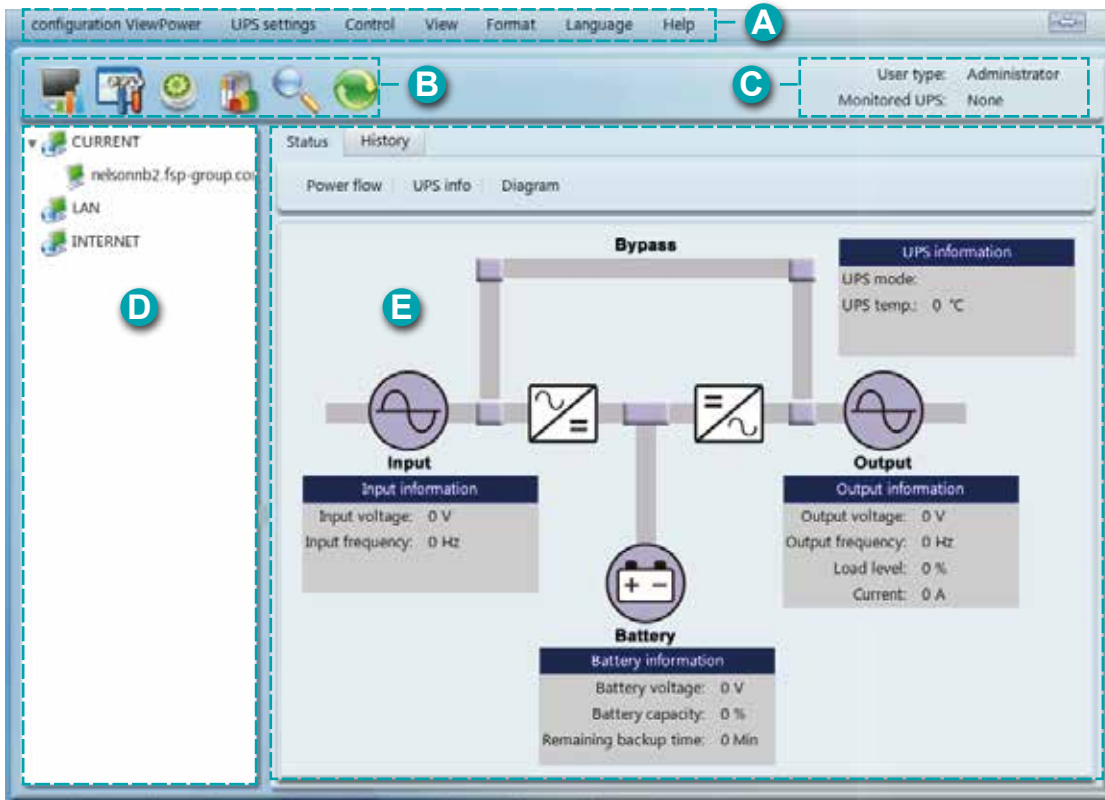 configuration ViewPower UPS settings Control View Format Language Help A
B
C
User type: Administrator
Monitored UPS: None
CURRENT
nelsonnb2.fsp-group.co
LAN
INTERNET
D
Status History
Power flow UPS info Diagram
E
Bypass
UPS information
UPS mode:
UPS temp.: 0 °C
Input
Input information
Input voltage: 0 V
Input frequency: 0 Hz
Output
Output information
Output voltage: 0 V
Output frequency: 0 Hz
Load level: 0 %
Current: 0 A
+ −
Battery
Battery information
Battery voltage: 0 V
Battery capacity: 0 %
Remaining backup time: 0 Min